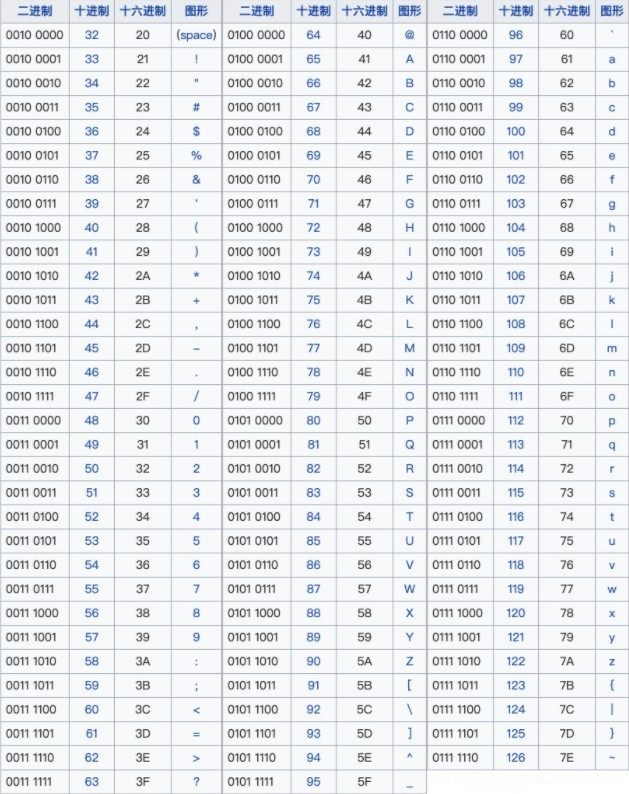 二进制 十进制 十六进制 图形 二进制 十进制 十六进制 图形 二进制 十进制 十六进制 图形
0010 0000 32 20 (space) 0100 0000 64 40 @ 0110 0000 96 60 `
0010 0001 33 21 ! 0100 0001 65 41 A 0110 0001 97 61 a
0010 0010 34 22 " 0100 0010 66 42 B 0110 0010 98 62 b
0010 0011 35 23 # 0100 0011 67 43 C 0110 0011 99 63 c
0010 0100 36 24 $ 0100 0100 68 44 D 0110 0100 100 64 d
0010 0101 37 25 % 0100 0101 69 45 E 0110 0101 101 65 e
0010 0110 38 26 & 0100 0110 70 46 F 0110 0110 102 66 f
0010 0111 39 27 ' 0100 0111 71 47 G 0110 0111 103 67 g
0010 1000 40 28 ( 0100 1000 72 48 H 0110 1000 104 68 h
0010 1001 41 29 ) 0100 1001 73 49 I 0110 1001 105 69 i
0010 1010 42 2A * 0100 1010 74 4A J 0110 1010 106 6A j
0010 1011 43 2B + 0100 1011 75 4B K 0110 1011 107 6B k
0010 1100 44 2C , 0100 1100 76 4C L 0110 1100 108 6C l
0010 1101 45 2D – 0100 1101 77 4D M 0110 1101 109 6D m
0010 1110 46 2E . 0100 1110 78 4E N 0110 1110 110 6E n
0010 1111 47 2F / 0100 1111 79 4F O 0110 1111 111 6F o
0011 0000 48 30 0 0101 0000 80 50 P 0111 0000 112 70 p
0011 0001 49 31 1 0101 0001 81 51 Q 0111 0001 113 71 q
0011 0010 50 32 2 0101 0010 82 52 R 0111 0010 114 72 r
0011 0011 51 33 3 0101 0011 83 53 S 0111 0011 115 73 s
0011 0100 52 34 4 0101 0100 84 54 T 0111 0100 116 74 t
0011 0101 53 35 5 0101 0101 85 55 U 0111 0101 117 75 u
0011 0110 54 36 6 0101 0110 86 56 V 0111 0110 118 76 v
0011 0111 55 37 7 0101 0111 87 57 W 0111 0111 119 77 w
0011 1000 56 38 8 0101 1000 88 58 X 0111 1000 120 78 x
0011 1001 57 39 9 0101 1001 89 59 Y 0111 1001 121 79 y
0011 1010 58 3A : 0101 1010 90 5A Z 0111 1010 122 7A z
0011 1011 59 3B ; 0101 1011 91 5B [ 0111 1011 123 7B {
0011 1100 60 3C < 0101 1100 92 5C \ 0111 1100 124 7C |
0011 1101 61 3D = 0101 1101 93 5D ] 0111 1101 125 7D }
0011 1110 62 3E > 0101 1110 94 5E ^ 0111 1110 126 7E ~
0011 1111 63 3F ? 0101 1111 95 5F _